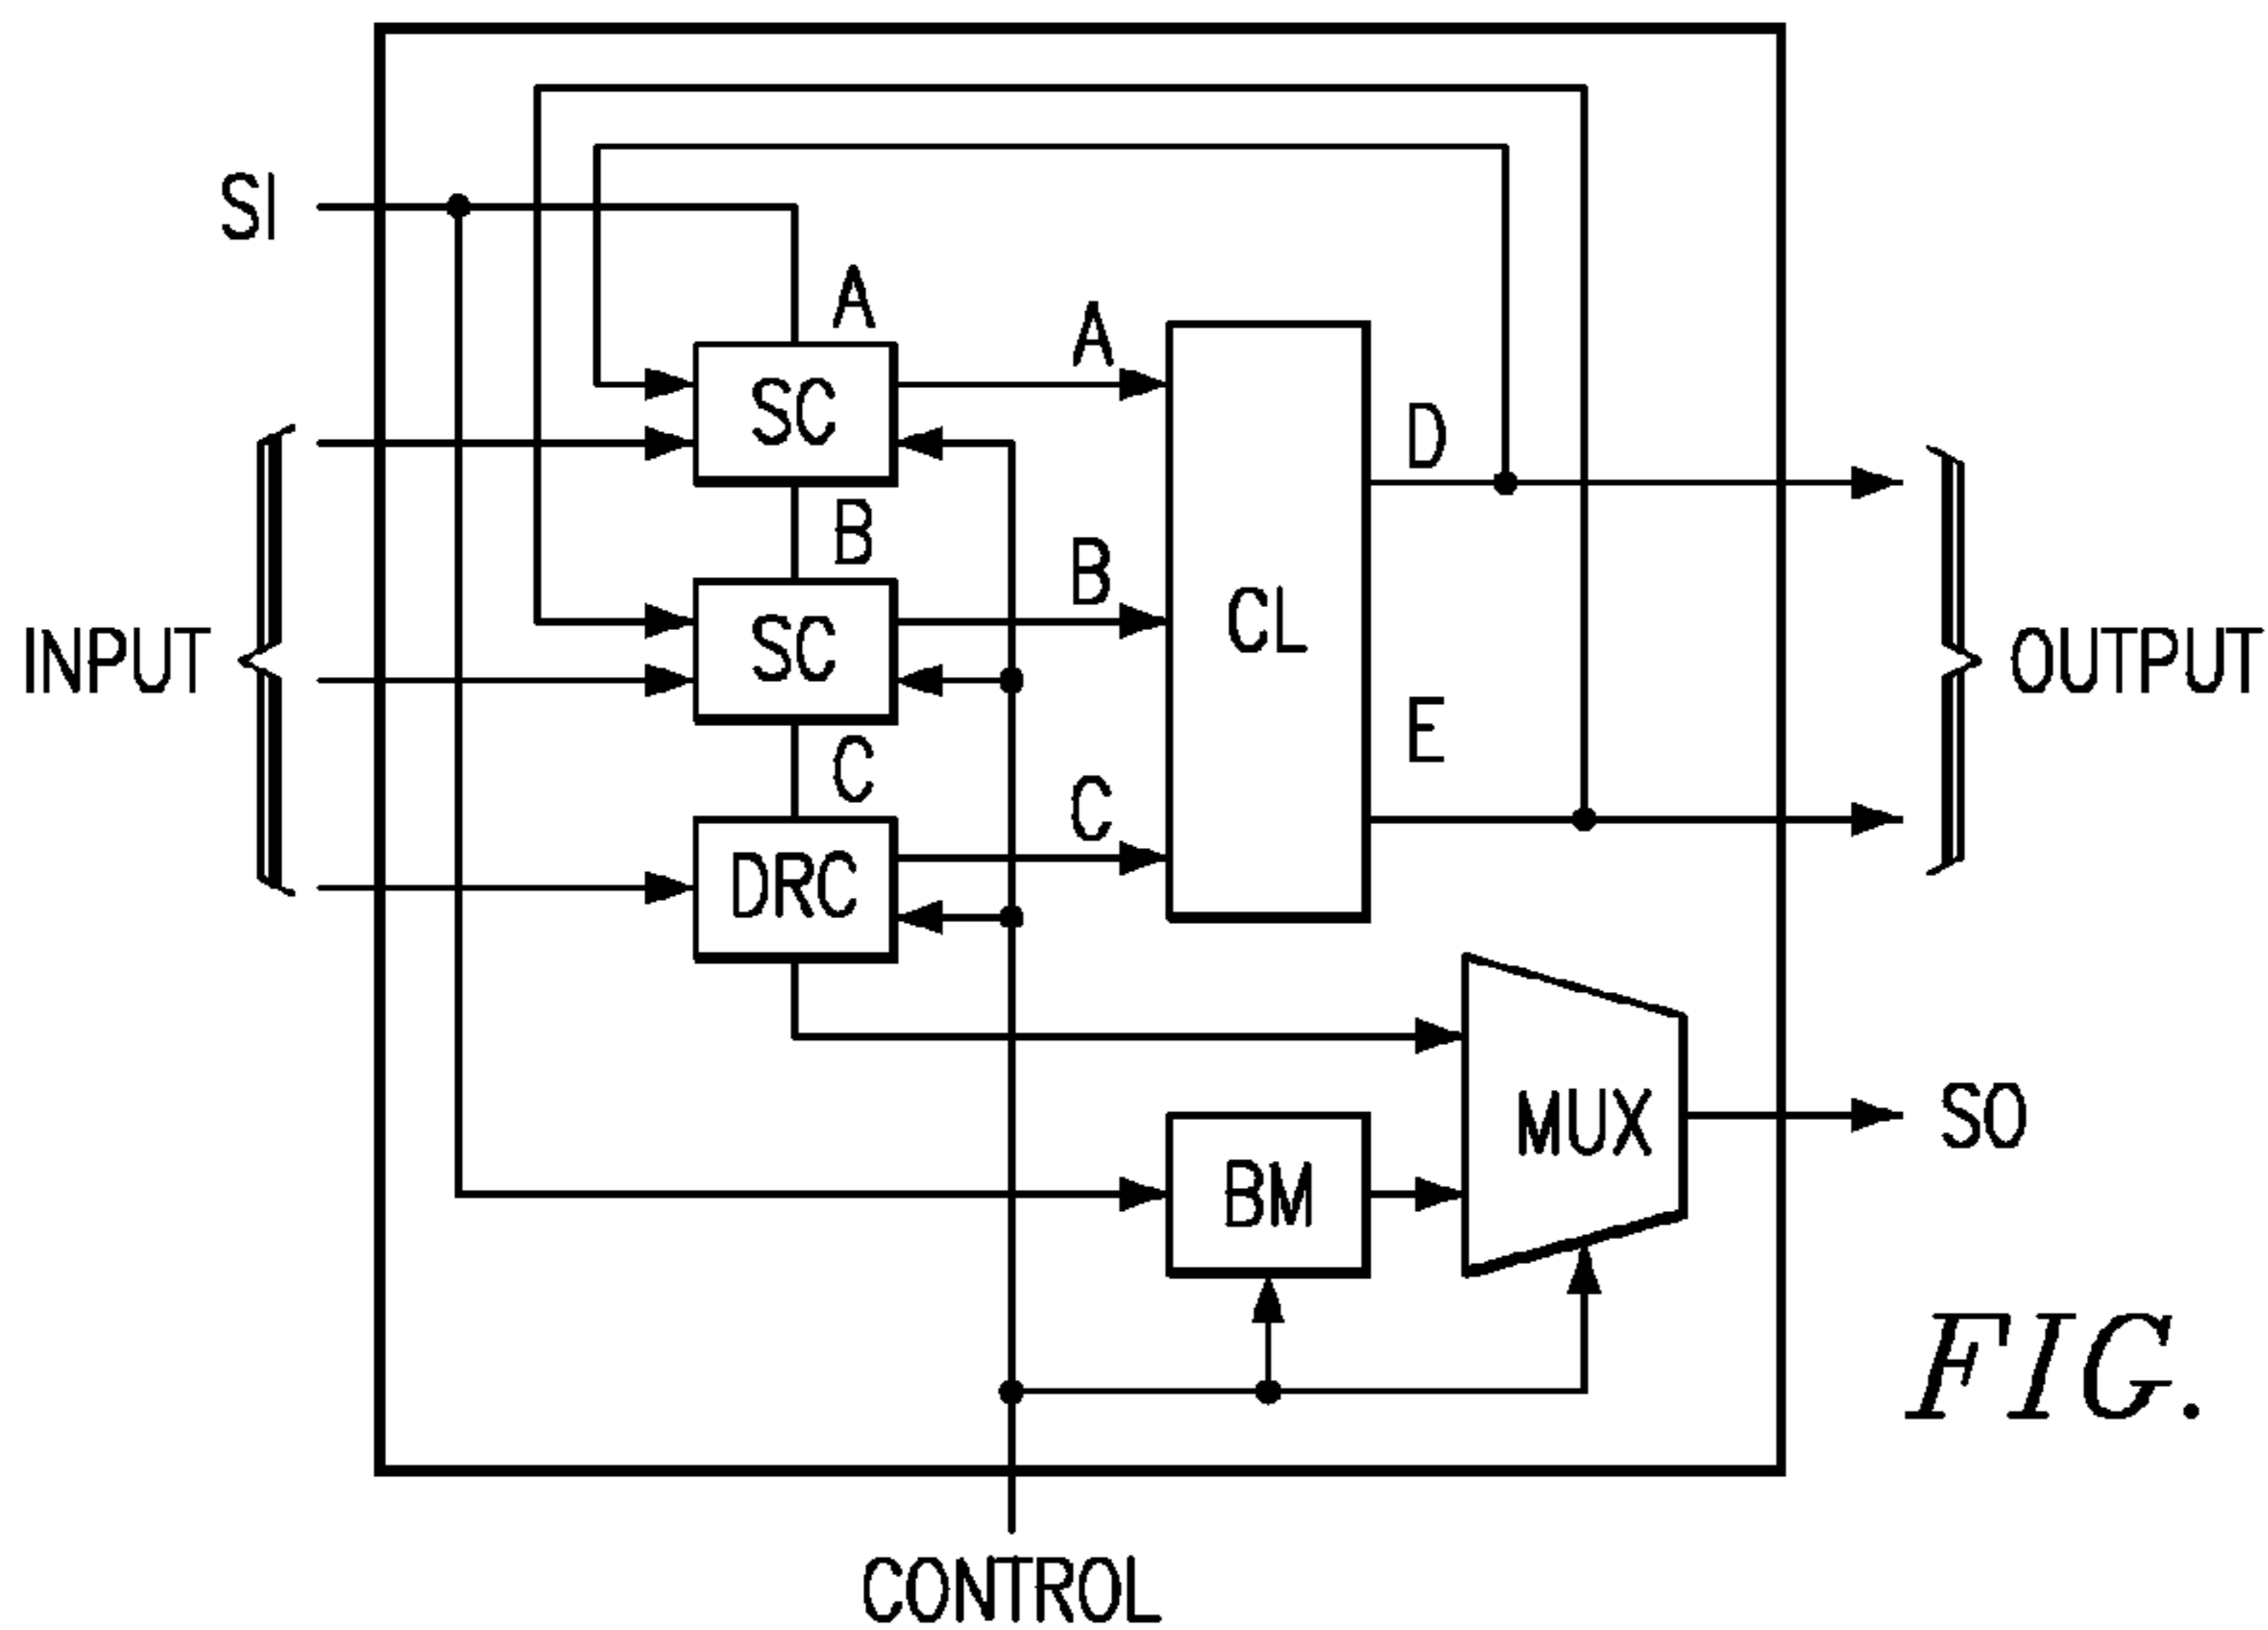 SI
A
A
SC
D
B
B
SC
CL
INPUT
OUTPUT
E
C
C
DRC
MUX
SO
BM
FIG.
CONTROL